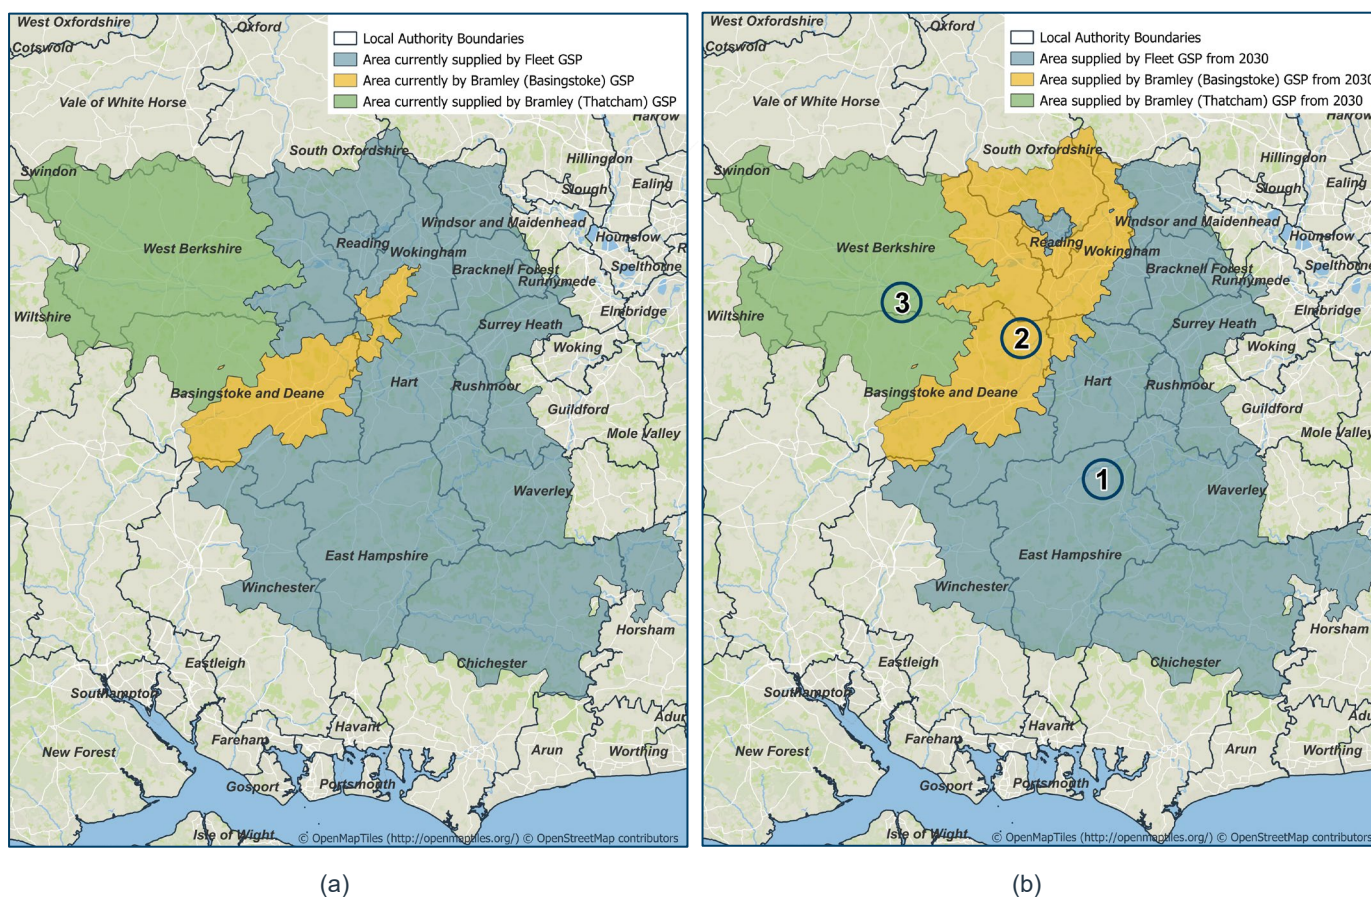 West Oxfordshire
Oxford
Cotswold
Local Authority Boundaries
Area currently supplied by Fleet GSP
Area currently by Bramley (Basingstoke) GSP
Area currently supplied by Bramley (Thatcham) GSP
Vale of White Horse
Harrow
South Oxfordshire
Hillingdon
Swindon
Slough
Ealing
Windsor and Maidenhead
West Berkshire
Reading
Wokingham
Hounslow
R
Bracknell Forest
Spelthorne
Runnymede
Wiltshire
Elmbridge
Surrey Heath
Woking
Basingstoke and Deane
Hart
Rushmoor
Guildford
Mole Valley
Waverley
East Hampshire
Winchester
Horsham
Eastleigh
Chichester
Southampton
Havant
Adur
New Forest
Fareham
Arun
Worthing
Gosport
Portsmouth
Isle of Wight
© OpenMapTiles (http://openmaptiles.org/) © OpenStreetMap contributors
(a)
West Oxfordshire
Oxford
Cotswold
Local Authority Boundaries
Area supplied by Fleet GSP from 2030
Area supplied by Bramley (Basingstoke) GSP from 2030
Area supplied by Bramley (Thatcham) GSP from 2030
Vale of White Horse
Harrow
South Oxfordshire
Hillingdon
Swindon
Slough
Ealing
Windsor and Maidenhead
West Berkshire
Reading
Wokingham
Hounslow
Bracknell Forest
Spelthorne
Runnymede
3
Wiltshire
Elmbridge
Surrey Heath
2
Woking
Basingstoke and Deane
Hart
Rushmoor
Guildford
Mole Valley
1
Waverley
East Hampshire
Winchester
Horsham
Eastleigh
Chichester
Southampton
Havant
Adu
New Forest
Fareham
Arun
Worthing
Gosport
Portsmouth
Isle of Wight
© OpenMapTiles (http://openmaptiles.org/) © OpenStreetMap contributors
(b)